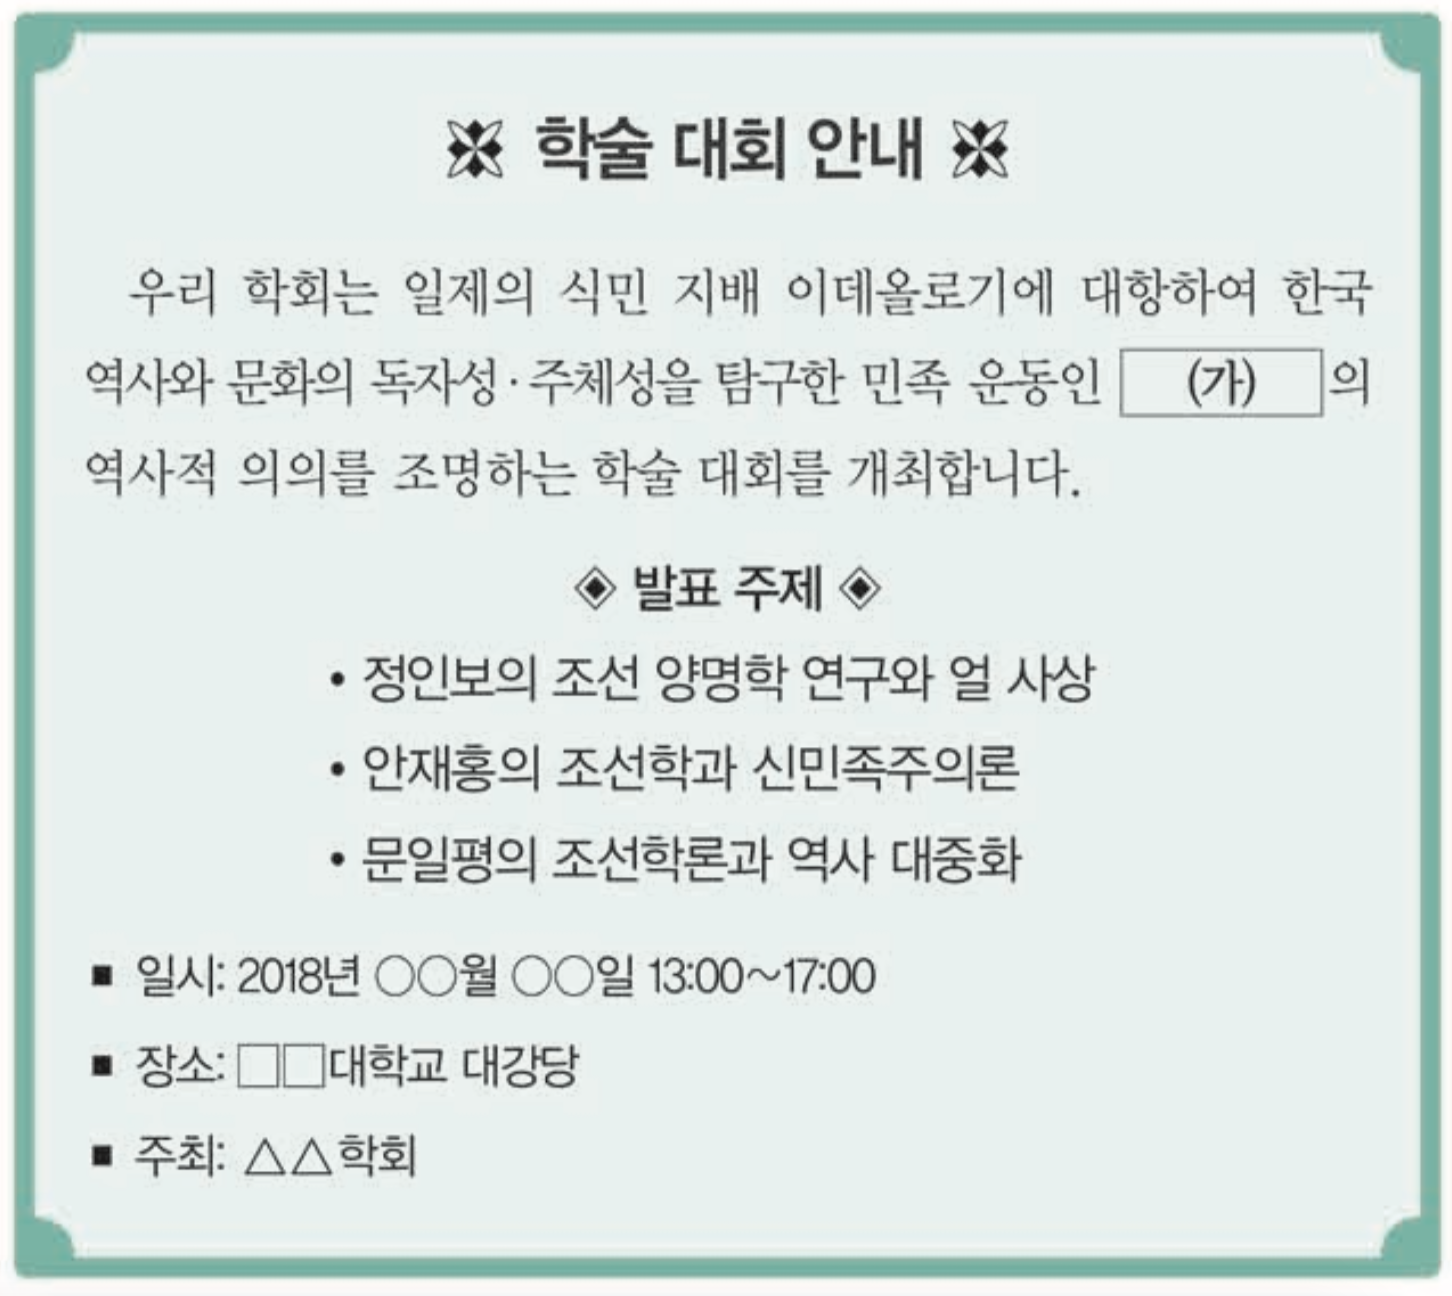 학술 대회 안내
우리 학회는 일제의 식민 지배 이데올로기에 대항하여 한국
역사와 문화의 독자성·주체성을 탐구한 민족 운동인 (가) 의
역사적 의의를 조명하는 학술 대회를 개최합니다.
◈ 발표 주제 ◈
• 정인보의 조선 양명학 연구와 얼 사상
• 안재홍의 조선학과 신민족주의론
• 문일평의 조선학론과 역사 대중화
■ 일시: 2018년 ○○월 ○○일 13:00~17:00
■ 장소: □□대학교 대강당
■ 주최: △△학회